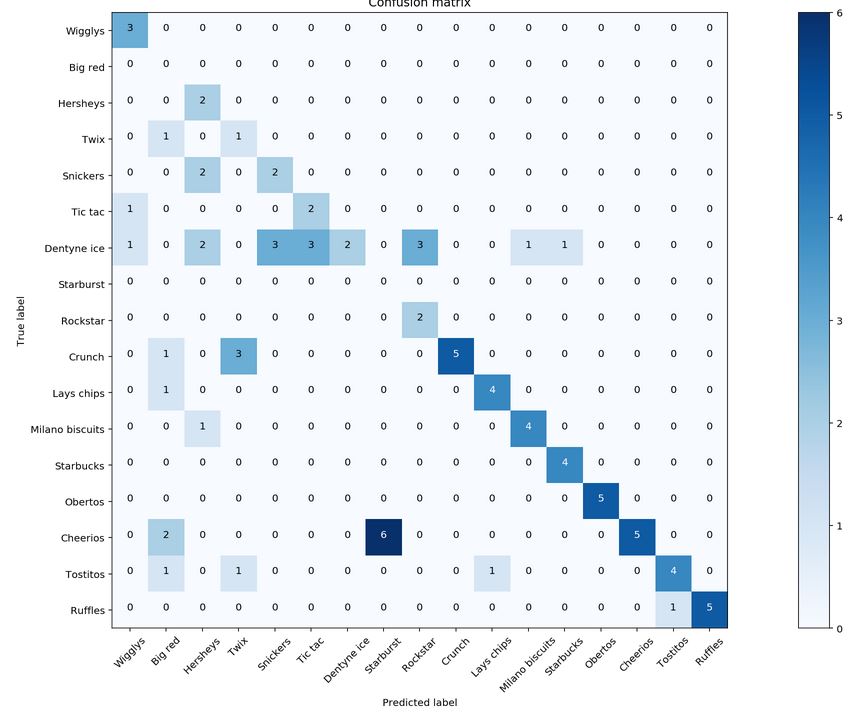 Confusion matrix
Wigglys 3 0 0 0 0 0 0 0 0 0 0 0 0 0 0 0 0
Big red 0 0 0 0 0 0 0 0 0 0 0 0 0 0 0 0 0
Hersheys 0 0 2 0 0 0 0 0 0 0 0 0 0 0 0 0 0
Twix 0 1 0 1 0 0 0 0 0 0 0 0 0 0 0 0 0
Snickers 0 0 2 0 2 0 0 0 0 0 0 0 0 0 0 0 0
Tic tac 1 0 0 0 0 2 0 0 0 0 0 0 0 0 0 0 0
Dentyne ice 1 0 2 0 3 3 2 0 3 0 0 1 1 0 0 0 0
Starburst 0 0 0 0 0 0 0 0 0 0 0 0 0 0 0 0 0
Rockstar 0 0 0 0 0 0 0 0 2 0 0 0 0 0 0 0 0
Crunch 0 1 0 3 0 0 0 0 0 5 0 0 0 0 0 0 0
Lays chips 0 1 0 0 0 0 0 0 0 0 4 0 0 0 0 0 0
Milano biscuits 0 0 1 0 0 0 0 0 0 0 0 4 0 0 0 0 0
Starbucks 0 0 0 0 0 0 0 0 0 0 0 0 4 0 0 0 0
Obertos 0 0 0 0 0 0 0 0 0 0 0 0 0 5 0 0 0
Cheerios 0 2 0 0 0 0 0 6 0 0 0 0 0 0 5 0 0
Tostitos 0 1 0 1 0 0 0 0 0 0 1 0 0 0 0 4 0
Ruffles 0 0 0 0 0 0 0 0 0 0 0 0 0 0 0 1 5
True label
Wigglys Big red Hersheys Twix Snickers Tic tac Dentyne ice Starburst Rockstar Crunch Lays chips Milano biscuits Starbucks Obertos Cheerios Tostitos Ruffles
Predicted label
6
5
4
3
2
1
0